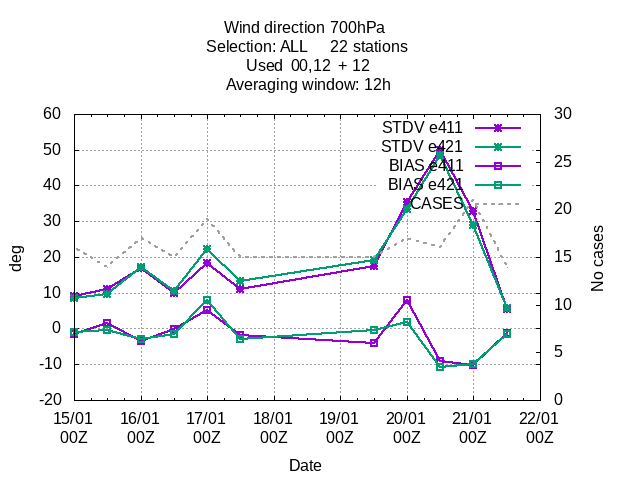 Wind direction 700hPa
Selection: ALL 22 stations
Used 00,12 + 12
Averaging window: 12h
STDV e411
STDV e421
BIAS e411
BIAS e421
CASES
60
50
40
30
20
10
0
-10
-20
deg
30
25
20
15
10
5
0
No cases
15/01 16/01 17/01 18/01 19/01 20/01 21/01 22/01
00Z 00Z 00Z 00Z 00Z 00Z 00Z 00Z
Date